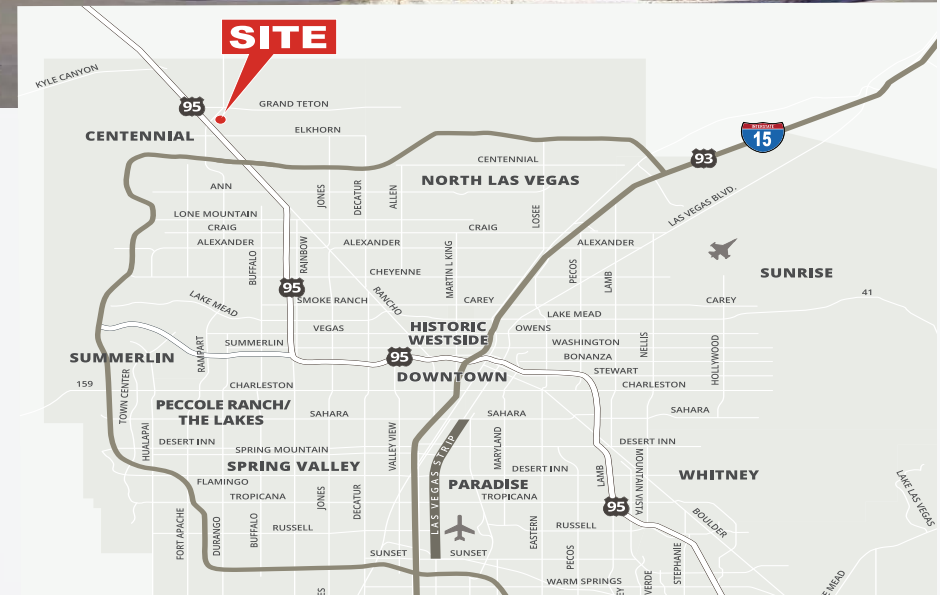 SITE
KYLE CANYON
95
GRAND TETON
ELKHORN
CENTENNIAL
INTERSTATE
15
93
CENTENNIAL
NORTH LAS VEGAS
ANN
JONES
DECATUR
ALLEN
LAS VEGAS BLVD.
LONE MOUNTAIN
CRAIG
CRAIG
LOSEE
ALEXANDER
ALEXANDER
ALEXANDER
BUFFALO
RAINBOW
MARTIN L KING
CHEYENNE
PECOS
LAMB
SUNRISE
95
RANCHO
LAKE MEAD
SMOKE RANCH
CAREY
CAREY
41
LAKE MEAD
VEGAS
HISTORIC
WESTSIDE
OWENS
SUMMERLIN
WASHINGTON
NELLIS
HOLLYWOOD
RAMPART
SUMMERLIN
95
BONANZA
DOWNTOWN
STEWART
159
TOWN CENTER
CHARLESTON
CHARLESTON
PECCOLE RANCH/
THE LAKES
SAHARA
SAHARA
SAHARA
HUALAPAI
DESERT INN
SPRING MOUNTAIN
VALLEY VIEW
LAS VEGAS STRIP
MARYLAND
DESERT INN
SPRING VALLEY
DESERT INN
LAMB
MOUNTAIN VISTA
WHITNEY
FLAMINGO
TROPICANA
PARADISE
TROPICANA
LAKE LAS VEGAS
JONES
DECATUR
95
BOULDER
FORT APACHE
DURANGO
BUFFALO
RUSSELL
EASTERN
RUSSELL
SUNSET
SUNSET
PECOS
STEPHANIE
WARM SPRINGS
VERDE
MEAD